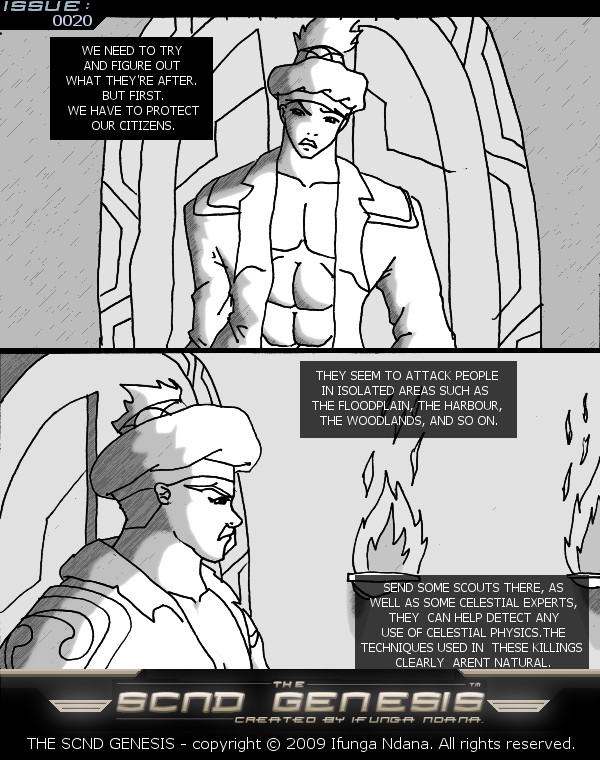 ISSUE:
0020
WE NEED TO TRY
AND FIGURE OUT
WHAT THEY'RE AFTER.
BUT FIRST.
WE HAVE TO PROTECT
OUR CITIZENS.
THEY SEEM TO ATTACK PEOPLE
IN ISOLATED AREAS SUCH AS
THE FLOODPLAIN, THE HARBOUR,
THE WOODLANDS, AND SO ON.
SEND SOME SCOUTS THERE, AS
WELL AS SOME CELESTIAL EXPERTS,
THEY CAN HELP DETECT ANY
USE OF CELESTIAL PHYSICS.THE
TECHNIQUES USED IN THESE KILLINGS
CLEARLY ARENT NATURAL.
THE
SCND GENESIS™
CREATED BY IFUNGA NDANA.
THE SCND GENESIS - copyright © 2009 Ifunga Ndana. All rights reserved.